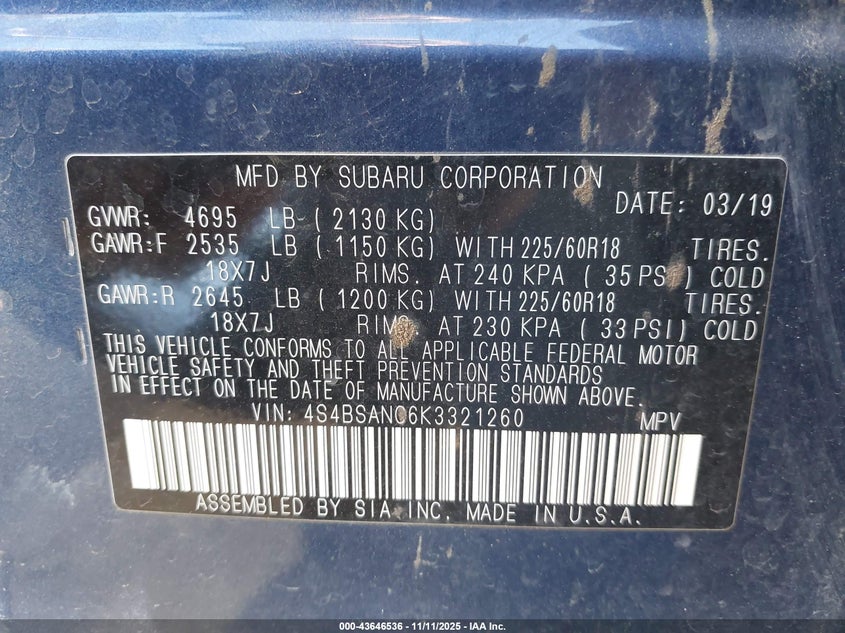 MFD BY SUBARU CORPORATION
DATE: 03/19
GVWR: 4695 LB ( 2130 KG)
GAWR:F 2535 LB ( 1150 KG) WITH 225/60R18 TIRES.
18X7J RIMS. AT 240 KPA ( 35 PSI) COLD
GAWR:R 2645 LB ( 1200 KG) WITH 225/60R18 TIRES.
18X7J RIMS. AT 230 KPA ( 33 PSI) COLD
THIS VEHICLE CONFORMS TO ALL APPLICABLE FEDERAL MOTOR
VEHICLE SAFETY AND THEFT PREVENTION STANDARDS
IN EFFECT ON THE DATE OF MANUFACTURE SHOWN ABOVE.
VIN: 4S4BSANC6K3321260 MPV
ASSEMBLED BY SIA, INC. MADE IN U.S.A.
000-43646536 - 11/11/2025 - IAA Inc.